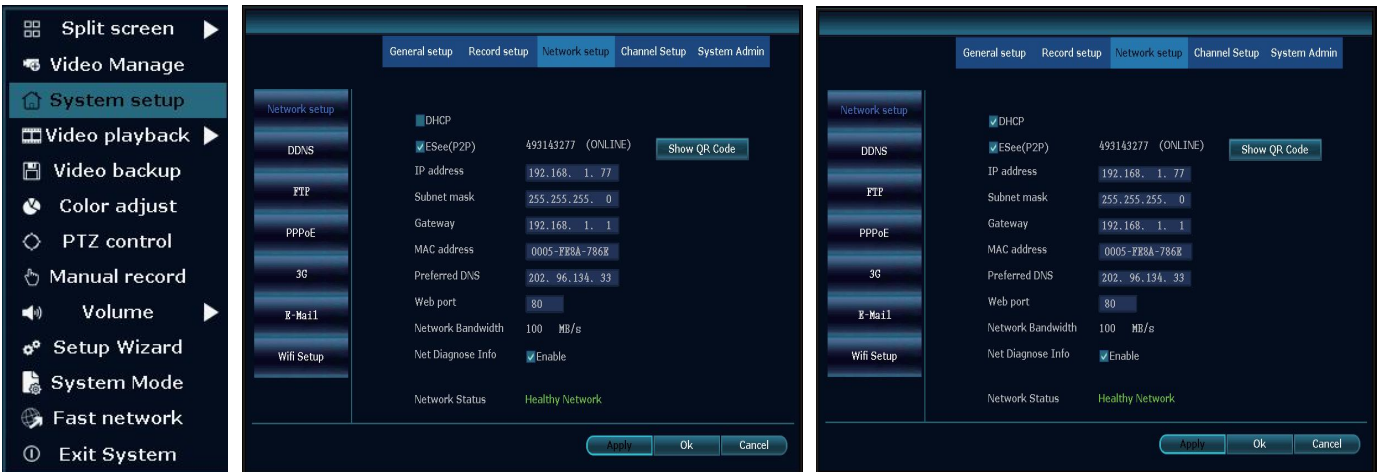 Split screen
Video Manage
System setup
Video playback
Video backup
Color adjust
PTZ control
Manual record
Volume
Setup Wizard
System Mode
Fast network
Exit System
General setup Record setup Network setup Channel Setup System Admin
Network setup
DDNS
FTP
PPPoE
3G
E-Mail
Wifi Setup
DHCP
ESee(P2P) 493143277 (ONLINE) Show QR Code
IP address 192.168. 1. 77
Subnet mask 255.255.255. 0
Gateway 192.168. 1. 1
MAC address 0005-FE8A-786E
Preferred DNS 202. 96.134. 33
Web port 80
Network Bandwidth 100 MB/s
Net Diagnose Info Enable
Network Status Healthy Network
Apply Ok Cancel
General setup Record setup Network setup Channel Setup System Admin
Network setup
DDNS
FTP
PPPoE
3G
E-Mail
Wifi Setup
DHCP
ESee(P2P) 493143277 (ONLINE) Show QR Code
IP address 192.168. 1. 77
Subnet mask 255.255.255. 0
Gateway 192.168. 1. 1
MAC address 0005-FE8A-786E
Preferred DNS 202. 96.134. 33
Web port 80
Network Bandwidth 100 MB/s
Net Diagnose Info Enable
Network Status Healthy Network
Apply Ok Cancel